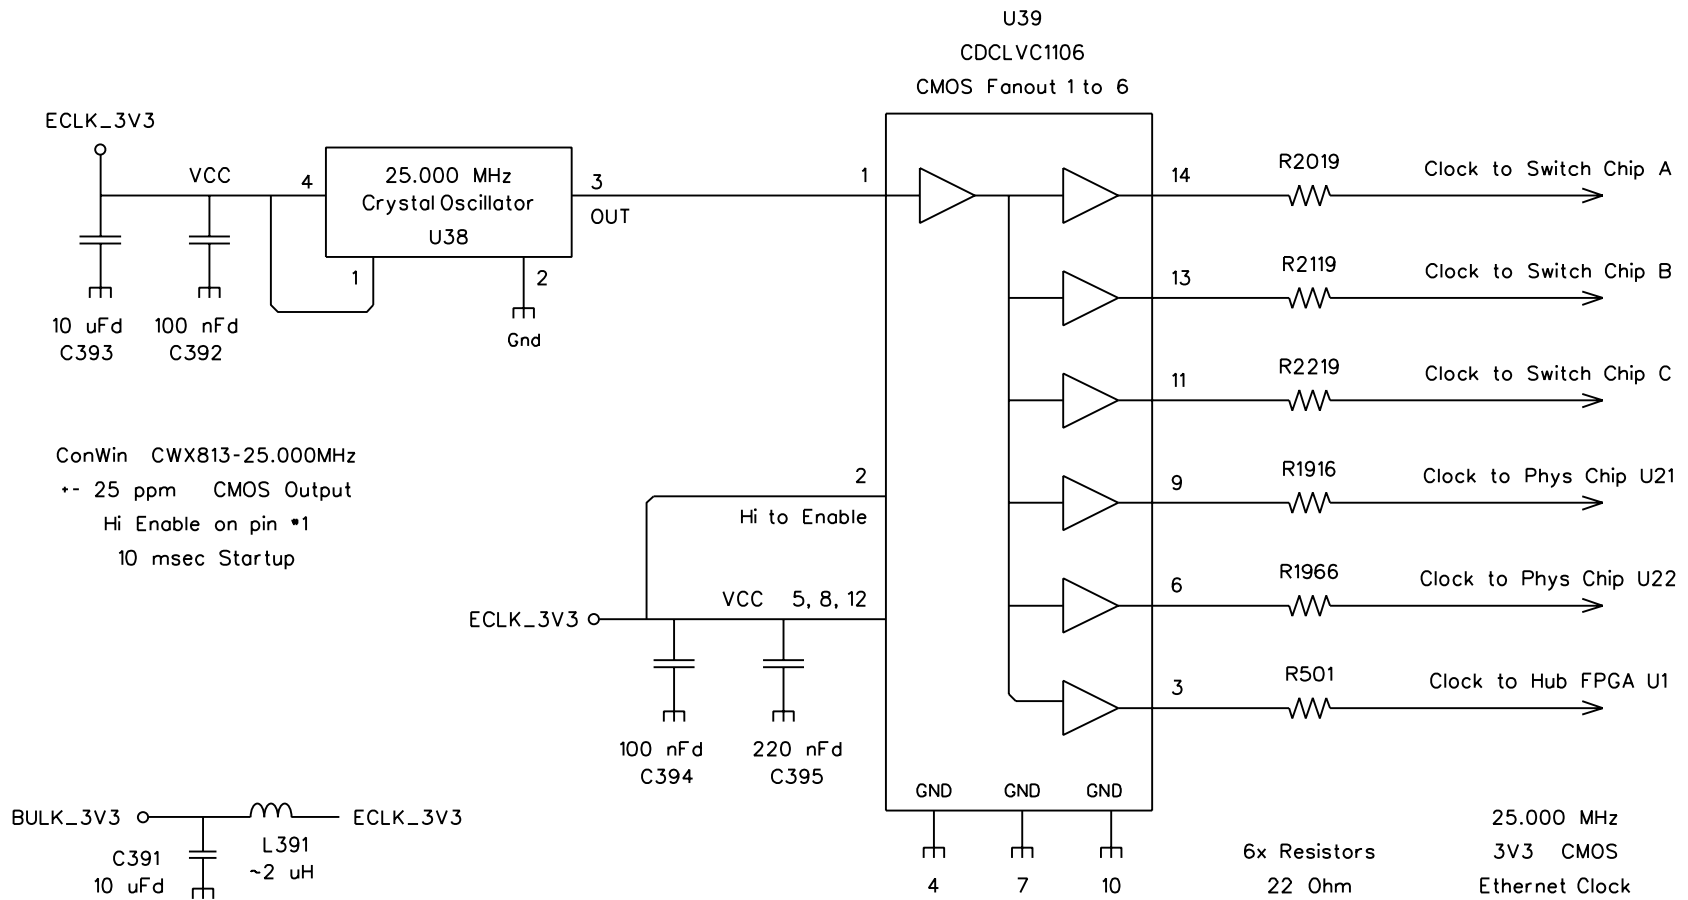 U39
CDCLVC1106
CMOS Fanout 1 to 6
ECLK_3V3
VCC
4
25.000 MHz
Crystal Oscillator
U38
3
OUT
1
2
Gnd
10 uFd
C393
100 nFd
C392
1
14
R2019
Clock to Switch Chip A
13
R2119
Clock to Switch Chip B
11
R2219
Clock to Switch Chip C
9
R1916
Clock to Phys Chip U21
6
R1966
Clock to Phys Chip U22
3
R501
Clock to Hub FPGA U1
ConWin CWX813-25.000MHz
+- 25 ppm CMOS Output
Hi Enable on pin #1
10 msec Startup
2
Hi to Enable
VCC 5, 8, 12
ECLK_3V3
100 nFd
C394
220 nFd
C395
GND
GND
GND
4
7
10
BULK_3V3
ECLK_3V3
C391
10 uFd
L391
~2 uH
6x Resistors
22 Ohm
25.000 MHz
3V3 CMOS
Ethernet Clock